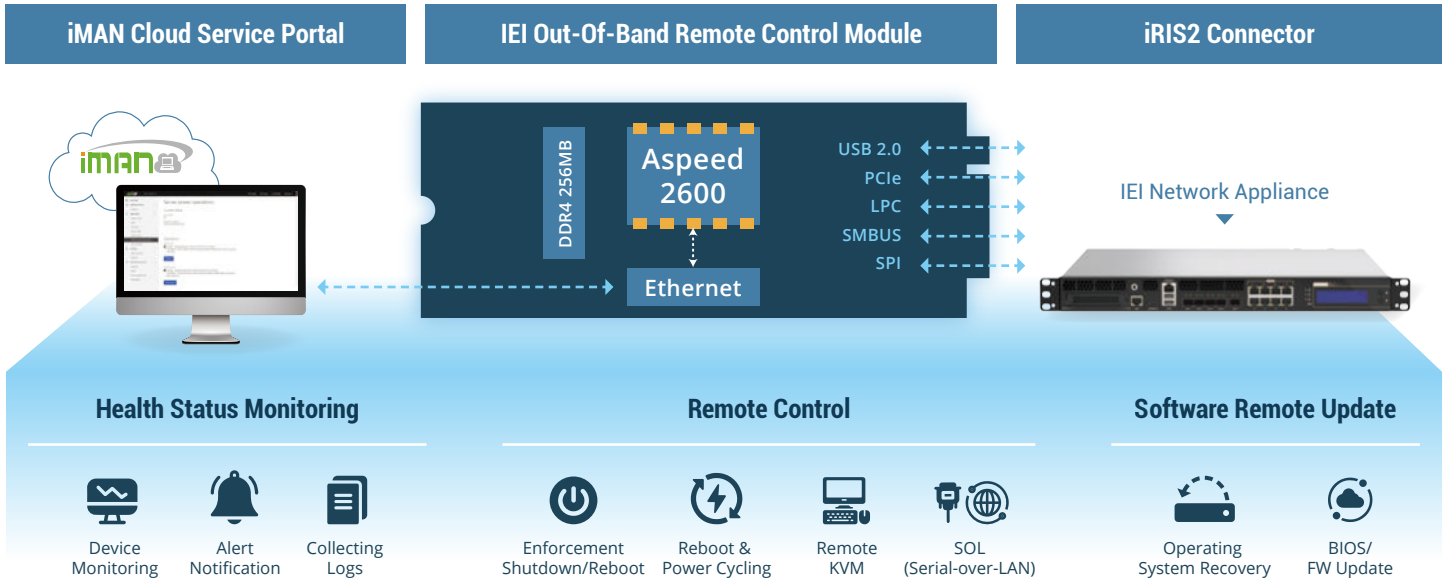 iMAN Cloud Service Portal
IEI Out-Of-Band Remote Control Module
iRIS2 Connector
iMAN
DDR4 256MB
Aspeed
2600
Ethernet
USB 2.0
PCIe
LPC
SMBUS
SPI
IEI Network Appliance
Health Status Monitoring
Device
Monitoring
Alert
Notification
Collecting
Logs
Remote Control
Enforcement
Shutdown/Reboot
Reboot &
Power Cycling
Remote
KVM
SOL
(Serial-over-LAN)
Software Remote Update
Operating
System Recovery
BIOS/
FW Update